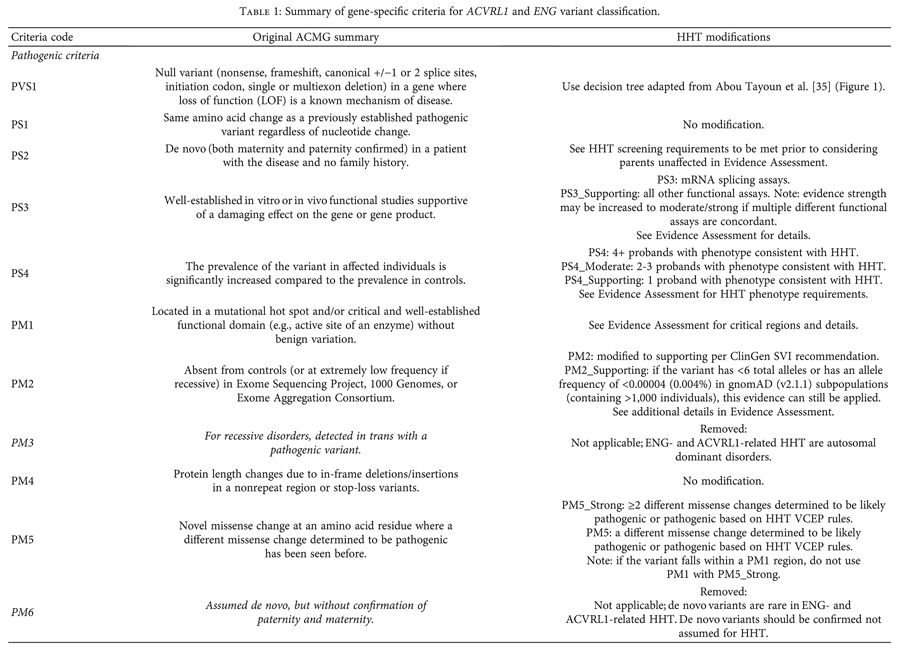 TABLE 1: Summary of gene-specific criteria for ACVRL1 and ENG variant classification.
Criteria code Original ACMG summary HHT modifications
Pathogenic criteria
PVS1
Null variant (nonsense, frameshift, canonical +/−1 or 2 splice sites,
initiation codon, single or multiexon deletion) in a gene where
loss of function (LOF) is a known mechanism of disease.
Use decision tree adapted from Abou Tayoun et al. [35] (Figure 1).
PS1
Same amino acid change as a previously established pathogenic
variant regardless of nucleotide change.
No modification.
PS2
De novo (both maternity and paternity confirmed) in a patient
with the disease and no family history.
See HHT screening requirements to be met prior to considering
parents unaffected in Evidence Assessment.
PS3
Well-established in vitro or in vivo functional studies supportive
of a damaging effect on the gene or gene product.
PS3: mRNA splicing assays.
PS3_Supporting: all other functional assays. Note: evidence strength
may be increased to moderate/strong if multiple different functional
assays are concordant.
See Evidence Assessment for details.
PS4
The prevalence of the variant in affected individuals is
significantly increased compared to the prevalence in controls.
PS4: 4+ probands with phenotype consistent with HHT.
PS4_Moderate: 2-3 probands with phenotype consistent with HHT.
PS4_Supporting: 1 proband with phenotype consistent with HHT.
See Evidence Assessment for HHT phenotype requirements.
PM1
Located in a mutational hot spot and/or critical and well-established
functional domain (e.g., active site of an enzyme) without
benign variation.
See Evidence Assessment for critical regions and details.
PM2
Absent from controls (or at extremely low frequency if
recessive) in Exome Sequencing Project, 1000 Genomes, or
Exome Aggregation Consortium.
PM2: modified to supporting per ClinGen SVI recommendation.
PM2_Supporting: if the variant has <6 total alleles or has an allele
frequency of <0.00004 (0.004%) in gnomAD (v2.1.1) subpopulations
(containing >1,000 individuals), this evidence can still be applied.
See additional details in Evidence Assessment.
PM3
For recessive disorders, detected in trans with a
pathogenic variant.
Removed:
Not applicable; ENG- and ACVRL1-related HHT are autosomal
dominant disorders.
PM4
Protein length changes due to in-frame deletions/insertions
in a nonrepeat region or stop-loss variants.
No modification.
PM5
Novel missense change at an amino acid residue where a
different missense change determined to be pathogenic
has been seen before.
PM5_Strong: ≥2 different missense changes determined to be likely
pathogenic or pathogenic based on HHT VCEP rules.
PM5: a different missense change determined to be likely
pathogenic or pathogenic based on HHT VCEP rules.
Note: if the variant falls within a PM1 region, do not use
PM1 with PM5_Strong.
PM6
Assumed de novo, but without confirmation of
paternity and maternity.
Removed:
Not applicable; de novo variants are rare in ENG- and
ACVRL1-related HHT. De novo variants should be confirmed not
assumed for HHT.